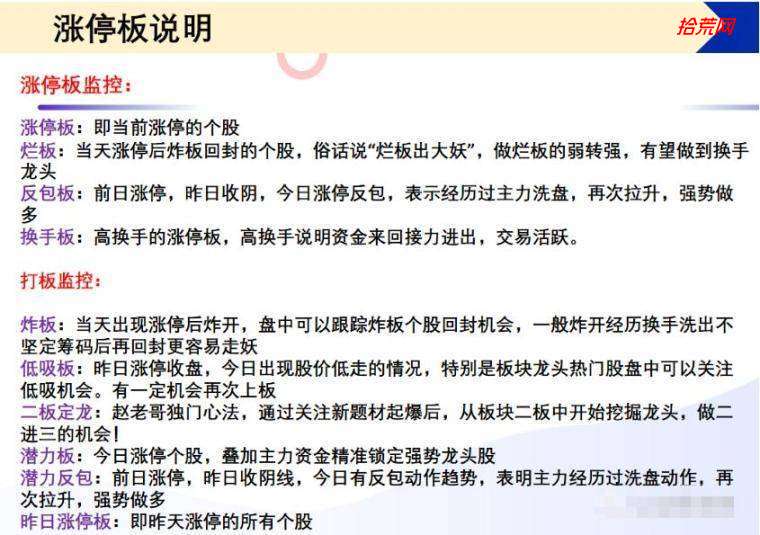 涨停板说明
拾荒网
涨停板监控：
涨停板：即当前涨停的个股
烂板：当天涨停后炸板回封的个股，俗话说“烂板出大妖”，做烂板的弱转强，有望做到换手
龙头
反包板：前日涨停，昨日收阴，今日涨停反包，表示经历过主力洗盘，再次拉升，强势做
多
换手板：高换手的涨停板，高换手说明资金来回接力进出，交易活跃。
打板监控：
炸板：当天出现涨停后炸开，盘中可以跟踪炸板个股回封机会，一般炸开经历换手洗出不
坚定筹码后再回封更容易走妖
低吸板：昨日涨停收盘，今日出现股价低走的情况，特别是板块龙头热门股盘中可以关注
低吸机会。有一定机会再次上板
二板定龙：赵老哥独门心法，通过关注新题材起爆后，从板块二板中开始挖掘龙头，做二
进三的机会！
潜力板：今日涨停个股，叠加主力资金精准锁定强势龙头股
潜力反包：前日涨停，昨日收阴线，今日有反包动作趋势，表明主力经历过洗盘动作，再
次拉升，强势做多
昨日涨停板：即昨天涨停的所有个股